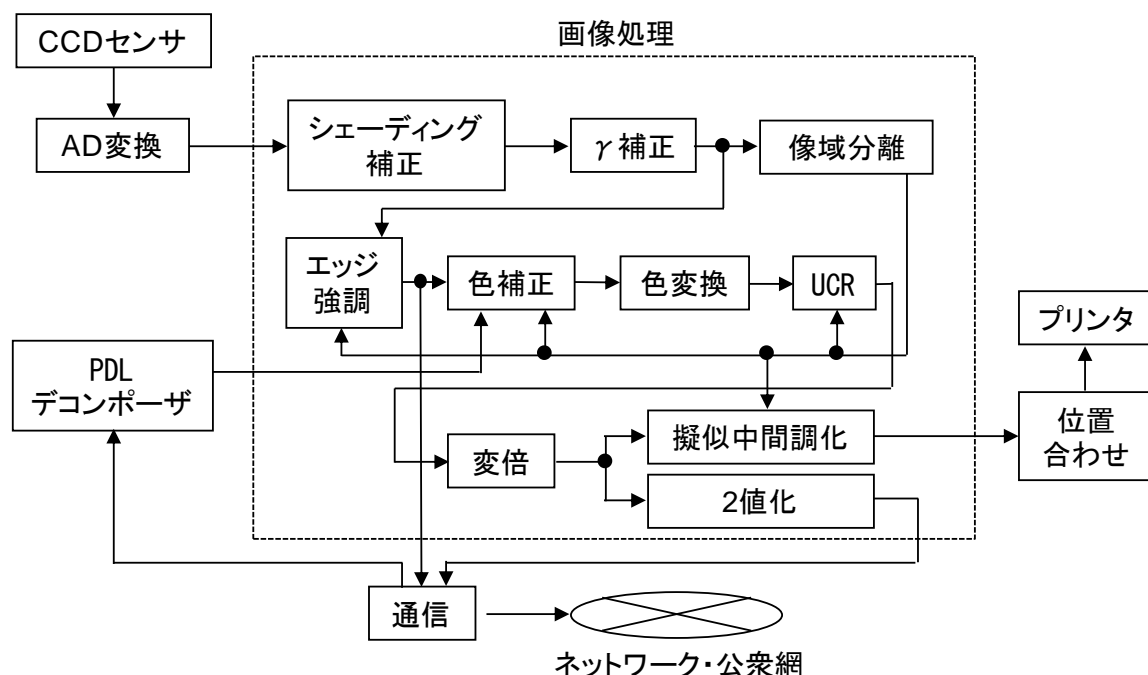 画像処理
CCDセンサ
AD変換
シェーディング
補正
γ補正
像域分離
エッジ
強調
色補正
色変換
UCR
プリンタ
PDL
デコンポーザ
変倍
擬似中間調化
位置
合わせ
2値化
通信
ネットワーク・公衆網